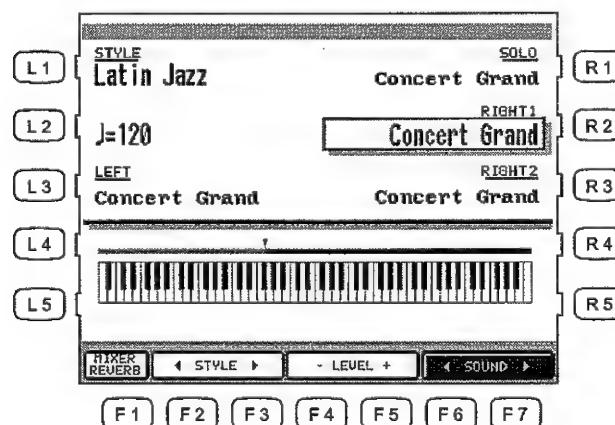 L1
STYLE
Latin Jazz
SOLO
Concert Grand
R1
L2
♩=120
RIGHT1
Concert Grand
R2
L3
LEFT
Concert Grand
RIGHT2
Concert Grand
R3
L4
R4
L5
R5
MIXER
REVERB
◀ STYLE ▶
- LEVEL +
◀ SOUND ▶
F1 F2 F3 F4 F5 F6 F7